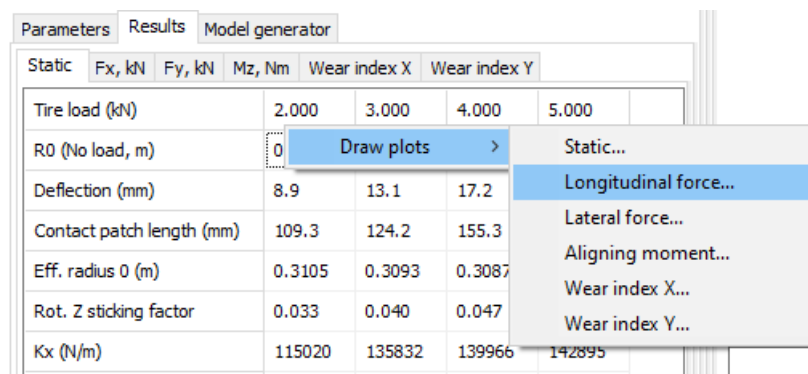 Parameters Results Model generator
Static Fx, kN Fy, kN Mz, Nm Wear index X Wear index Y
Tire load (kN) 2.000 3.000 4.000 5.000
R0 (No load, m) 0
Draw plots >
Static...
Longitudinal force...
Lateral force...
Aligning moment...
Wear index X...
Wear index Y...
Deflection (mm) 8.9 13.1 17.2
Contact patch length (mm) 109.3 124.2 155.3
Eff. radius 0 (m) 0.3105 0.3093 0.3087
Rot. Z sticking factor 0.033 0.040 0.047
Kx (N/m) 115020 135832 139966 142895